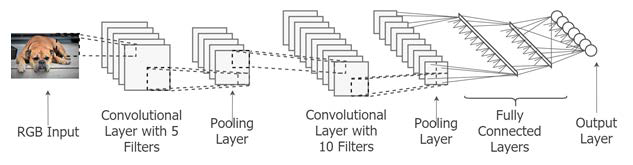 RGB Input
Convolutional
Layer with 5
Filters
Pooling
Layer
Convolutional
Layer with
10 Filters
Pooling
Layer
Fully
Connected
Layers
Output
Layer